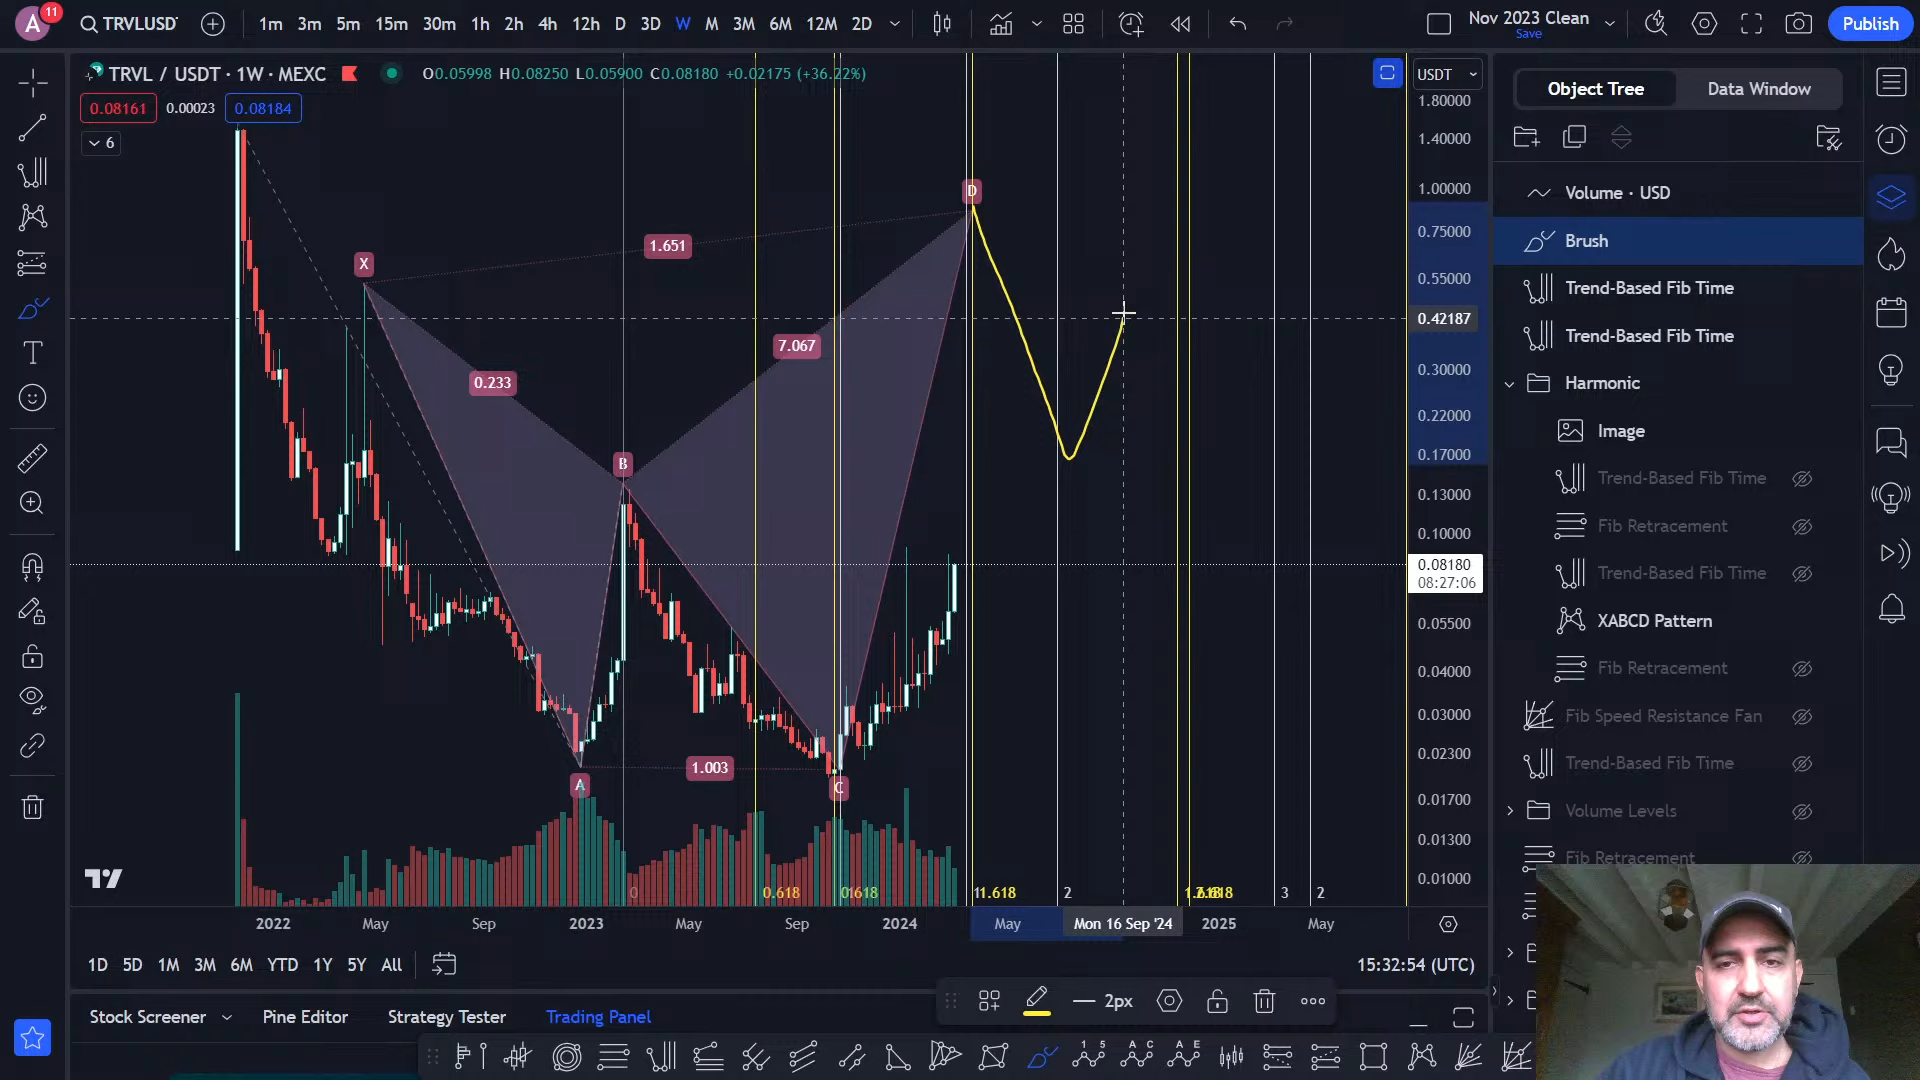 A 11 TRVLUSDT 1m 3m 5m 15m 30m 1h 2h 4h 12h D 3D W M 3M 6M 12M 2D Nov 2023 Clean Save Publish
TRVL / USDT · 1W · MEXC O0.05998 H0.08250 L0.05900 C0.08180 +0.02175 (+36.22%) USDT
0.08161 0.00023 0.08184
6
1.80000
1.40000
1.00000
0.75000
0.55000
0.42187
0.30000
0.22000
0.17000
0.13000
0.10000
0.08180
08:27:06
0.05500
0.04000
0.03000
0.02300
0.01700
0.01300
0.01000
D
1.651
X
7.067
0.233
B
1.003
A
C
0 0.618 1.618 2 3 2
2022 May Sep 2023 May Sep 2024 May Mon 16 Sep '24 2025 May
1D 5D 1M 3M 6M YTD 1Y 5Y All 15:32:54 (UTC)
2px
Stock Screener Pine Editor Strategy Tester Trading Panel
Object Tree Data Window
Volume · USD
Brush
Trend-Based Fib Time
Trend-Based Fib Time
Harmonic
Image
Trend-Based Fib Time
Fib Retracement
Trend-Based Fib Time
XABCD Pattern
Fib Retracement
Fib Speed Resistance Fan
Trend-Based Fib Time
Volume Levels
Fib Retracement